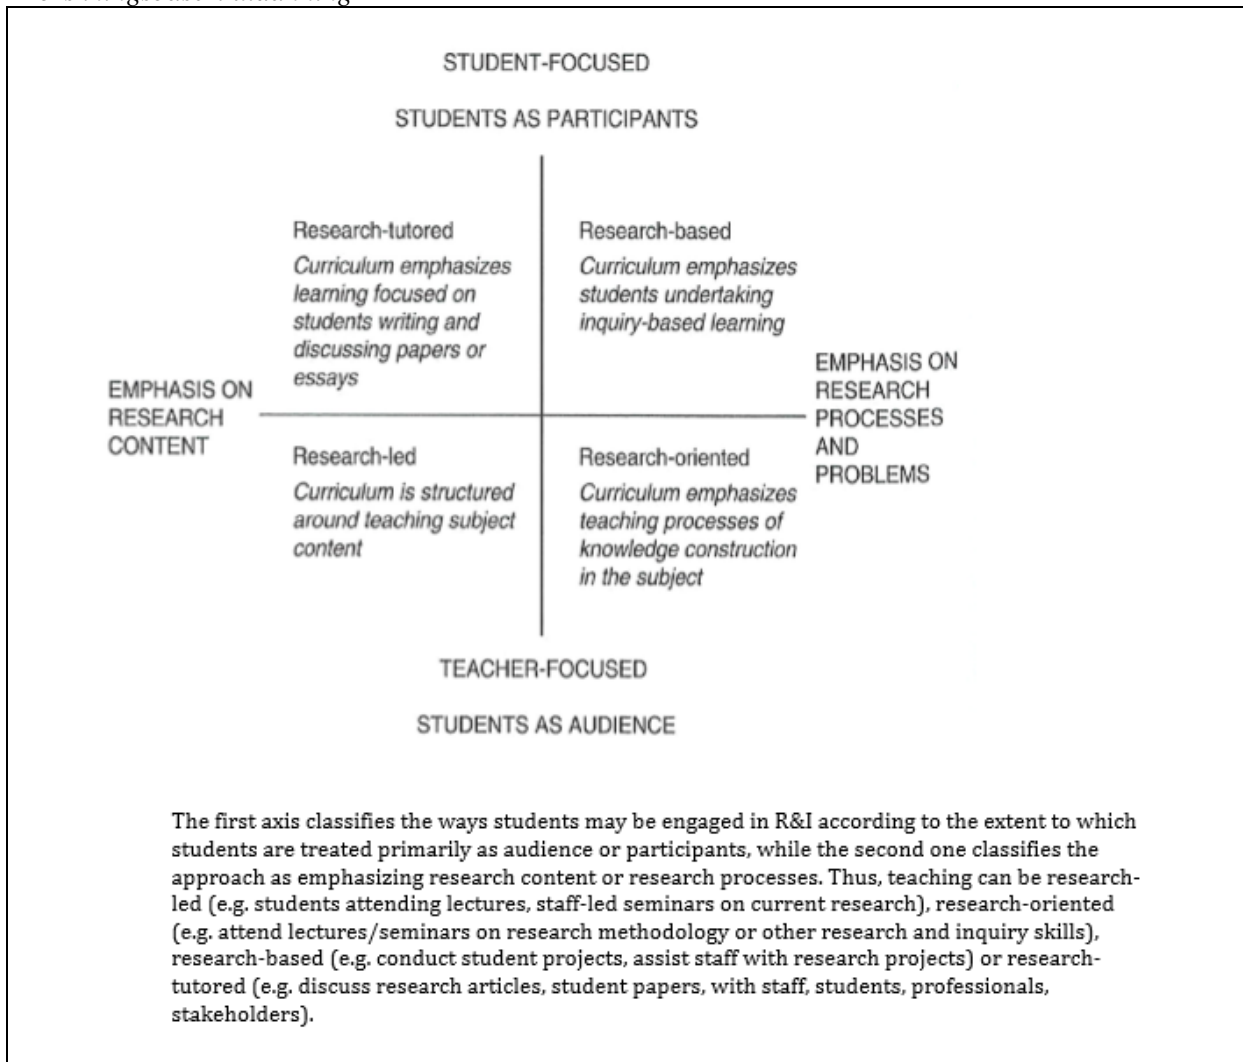 STUDENT-FOCUSED
STUDENTS AS PARTICIPANTS
Research-tutored
Curriculum emphasizes
learning focused on
students writing and
discussing papers or
essays
Research-based
Curriculum emphasizes
students undertaking
inquiry-based learning
EMPHASIS ON
RESEARCH
CONTENT
EMPHASIS ON
RESEARCH
PROCESSES
AND
PROBLEMS
Research-led
Curriculum is structured
around teaching subject
content
Research-oriented
Curriculum emphasizes
teaching processes of
knowledge construction
in the subject
TEACHER-FOCUSED
STUDENTS AS AUDIENCE
The first axis classifies the ways students may be engaged in R&I according to the extent to which
students are treated primarily as audience or participants, while the second one classifies the
approach as emphasizing research content or research processes. Thus, teaching can be research-
led (e.g. students attending lectures, staff-led seminars on current research), research-oriented
(e.g. attend lectures/seminars on research methodology or other research and inquiry skills),
research-based (e.g. conduct student projects, assist staff with research projects) or research-
tutored (e.g. discuss research articles, student papers, with staff, students, professionals,
stakeholders).